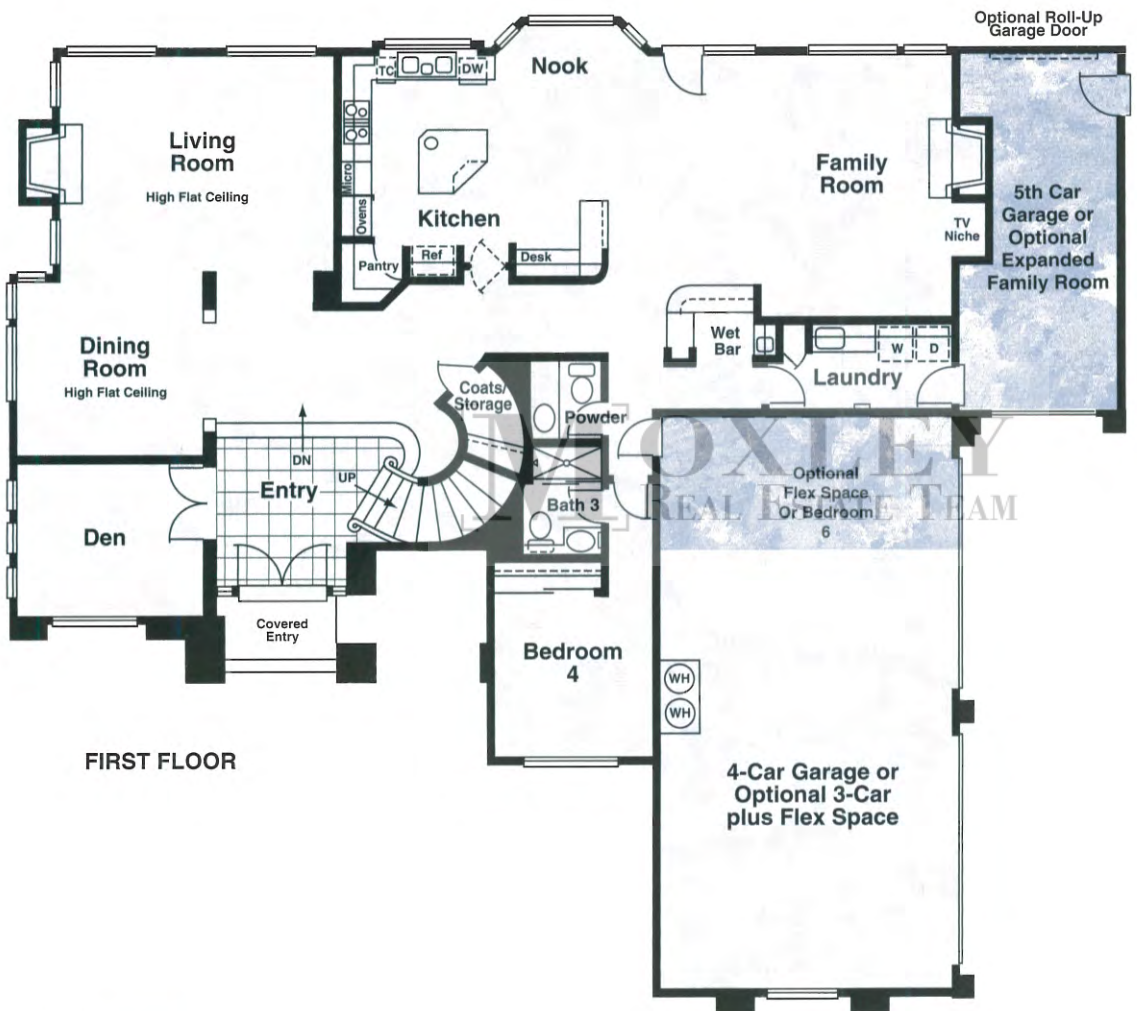 Optional Roll-Up
Garage Door
Nook
TC
DW
Living
Room
High Flat Ceiling
Family
Room
Micro
Ovens
Kitchen
5th Car
Garage or
Optional
Expanded
Family Room
TV
Niche
Pantry
Ref
Desk
Dining
Room
High Flat Ceiling
Wet
Bar
W
D
Laundry
Coats/
Storage
Powder
MOXLEY
REAL ESTATE TEAM
DN
UP
Entry
Optional
Flex Space
Or Bedroom
6
Bath 3
Den
Covered
Entry
Bedroom
4
WH
WH
FIRST FLOOR
4-Car Garage or
Optional 3-Car
plus Flex Space